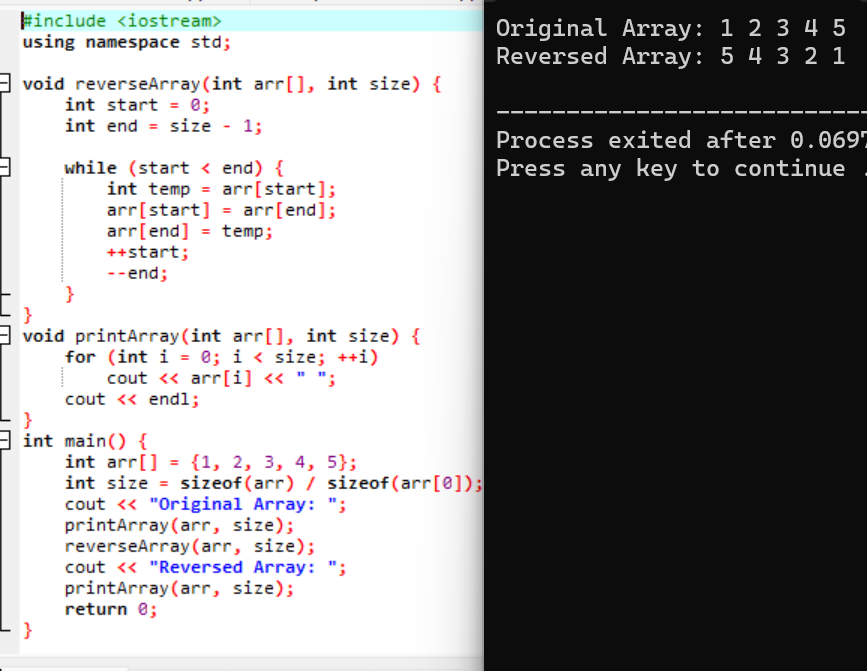 #include <iostream>
using namespace std;
void reverseArray(int arr[], int size) {
int start = 0;
int end = size - 1;
while (start < end) {
int temp = arr[start];
arr[start] = arr[end];
arr[end] = temp;
++start;
--end;
}
}
void printArray(int arr[], int size) {
for (int i = 0; i < size; ++i)
cout << arr[i] << " ";
cout << endl;
}
int main() {
int arr[] = {1, 2, 3, 4, 5};
int size = sizeof(arr) / sizeof(arr[0]);
cout << "Original Array: ";
printArray(arr, size);
reverseArray(arr, size);
cout << "Reversed Array: ";
printArray(arr, size);
return 0;
}
Original Array: 1 2 3 4 5
Reversed Array: 5 4 3 2 1
--------------------------
Process exited after 0.0697
Press any key to continue .